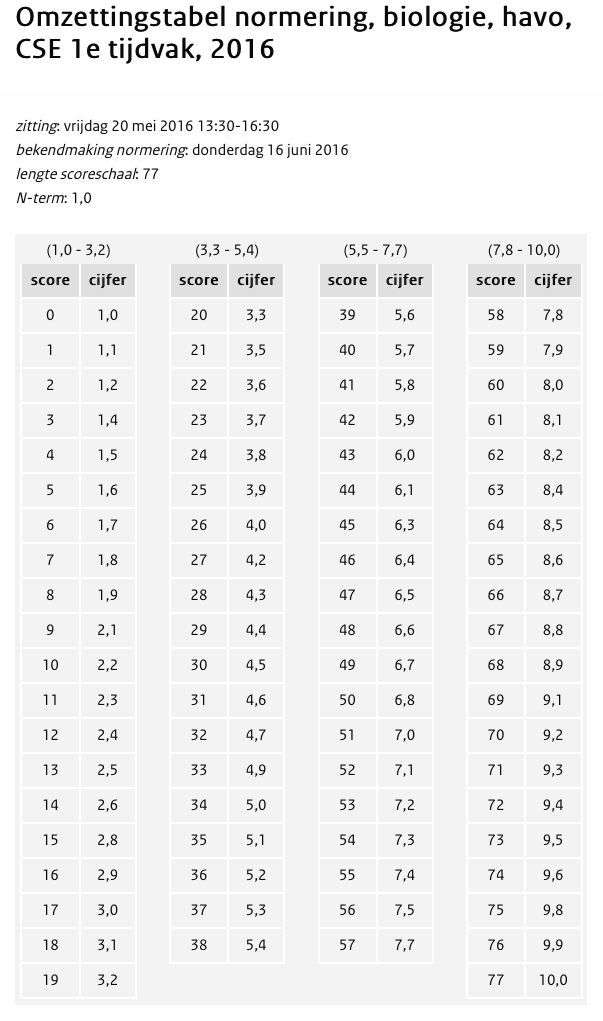 Omzettingstabel normering, biologie, havo,
CSE 1e tijdvak, 2016
zitting: vrijdag 20 mei 2016 13:30-16:30
bekendmaking normering: donderdag 16 juni 2016
lengte scoreschaal: 77
N-term: 1,0
(1,0 - 3,2) (3,3 - 5,4) (5,5 - 7,7) (7,8 - 10,0)
score cijfer score cijfer score cijfer score cijfer
0 1,0 20 3,3 39 5,6 58 7,8
1 1,1 21 3,5 40 5,7 59 7,9
2 1,2 22 3,6 41 5,8 60 8,0
3 1,4 23 3,7 42 5,9 61 8,1
4 1,5 24 3,8 43 6,0 62 8,2
5 1,6 25 3,9 44 6,1 63 8,4
6 1,7 26 4,0 45 6,3 64 8,5
7 1,8 27 4,2 46 6,4 65 8,6
8 1,9 28 4,3 47 6,5 66 8,7
9 2,1 29 4,4 48 6,6 67 8,8
10 2,2 30 4,5 49 6,7 68 8,9
11 2,3 31 4,6 50 6,8 69 9,1
12 2,4 32 4,7 51 7,0 70 9,2
13 2,5 33 4,9 52 7,1 71 9,3
14 2,6 34 5,0 53 7,2 72 9,4
15 2,8 35 5,1 54 7,3 73 9,5
16 2,9 36 5,2 55 7,4 74 9,6
17 3,0 37 5,3 56 7,5 75 9,8
18 3,1 38 5,4 57 7,7 76 9,9
19 3,2 77 10,0